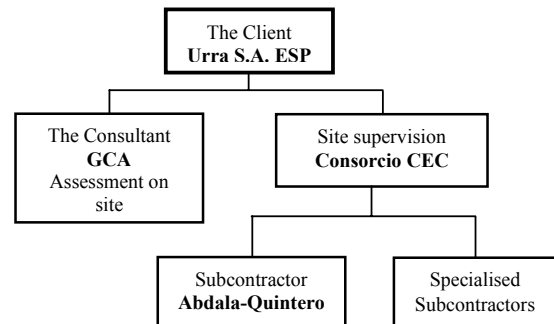 The Client
Urra S.A. ESP
The Consultant
GCA
Assessment on
site
Site supervision
Consorcio CEC
Subcontractor
Abdala-Quintero
Specialised
Subcontractors